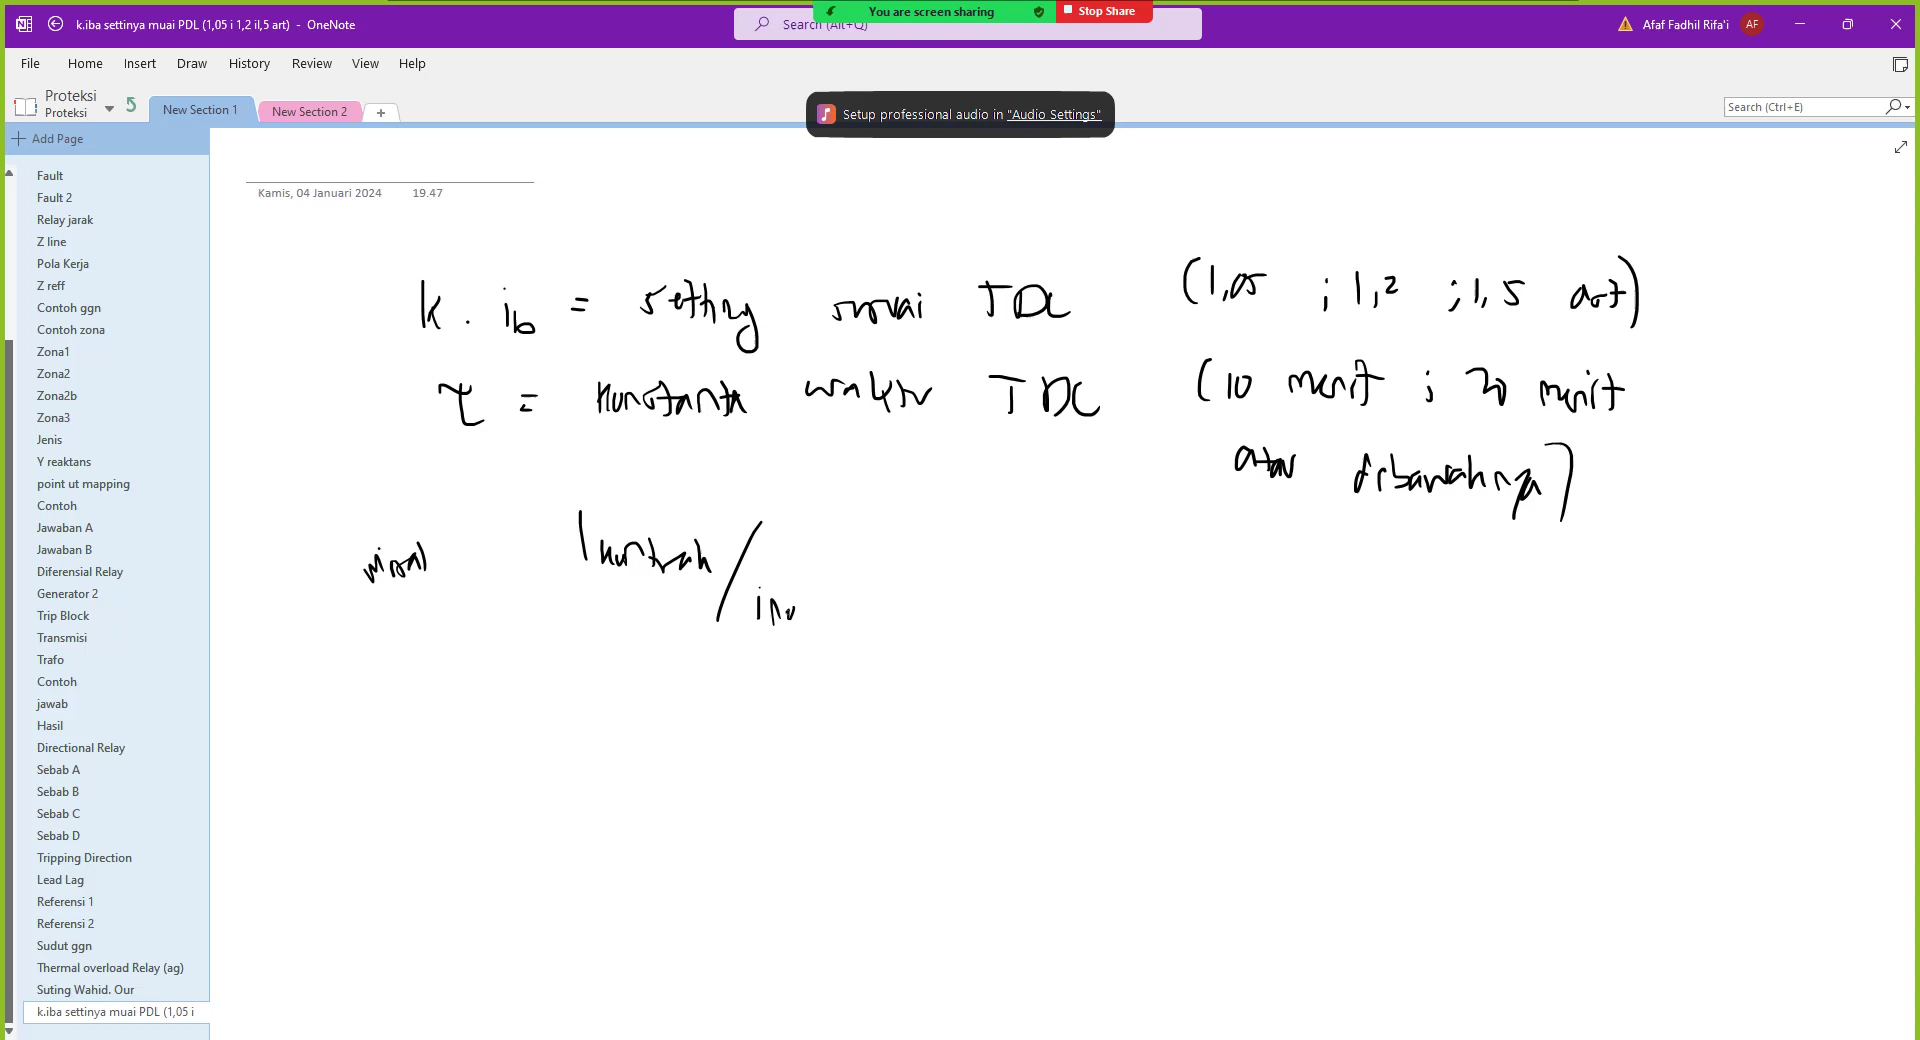 k.iba settinya muai PDL (1,05 i 1,2 il,5 art) - OneNote
Search (Alt+Q)
You are screen sharing
Stop Share
Afaf Fadhil Rifa'i
AF
File Home Insert Draw History Review View Help
Proteksi
Proteksi
New Section 1
New Section 2
+
Setup professional audio in "Audio Settings"
Search (Ctrl+E)
Add Page
Kamis, 04 Januari 2024 19.47
Fault
Fault 2
Relay jarak
Z line
Pola Kerja
Z reff
Contoh ggn
Contoh zona
Zona1
Zona2
Zona2b
Zona3
Jenis
Y reaktans
point ut mapping
Contoh
Jawaban A
Jawaban B
Diferensial Relay
Generator 2
Trip Block
Transmisi
Trafo
Contoh
jawab
Hasil
Directional Relay
Sebab A
Sebab B
Sebab C
Sebab D
Tripping Direction
Lead Lag
Referensi 1
Referensi 2
Sudut ggn
Thermal overload Relay (ag)
Suting Wahid. Our
k.iba settinya muai PDL (1,05 i
k . ib = setting (1,05 ; 1,2 ; 1,5
τ = konstanta waktu (10 menit ; 20 menit
atau dibawahnya)
misal